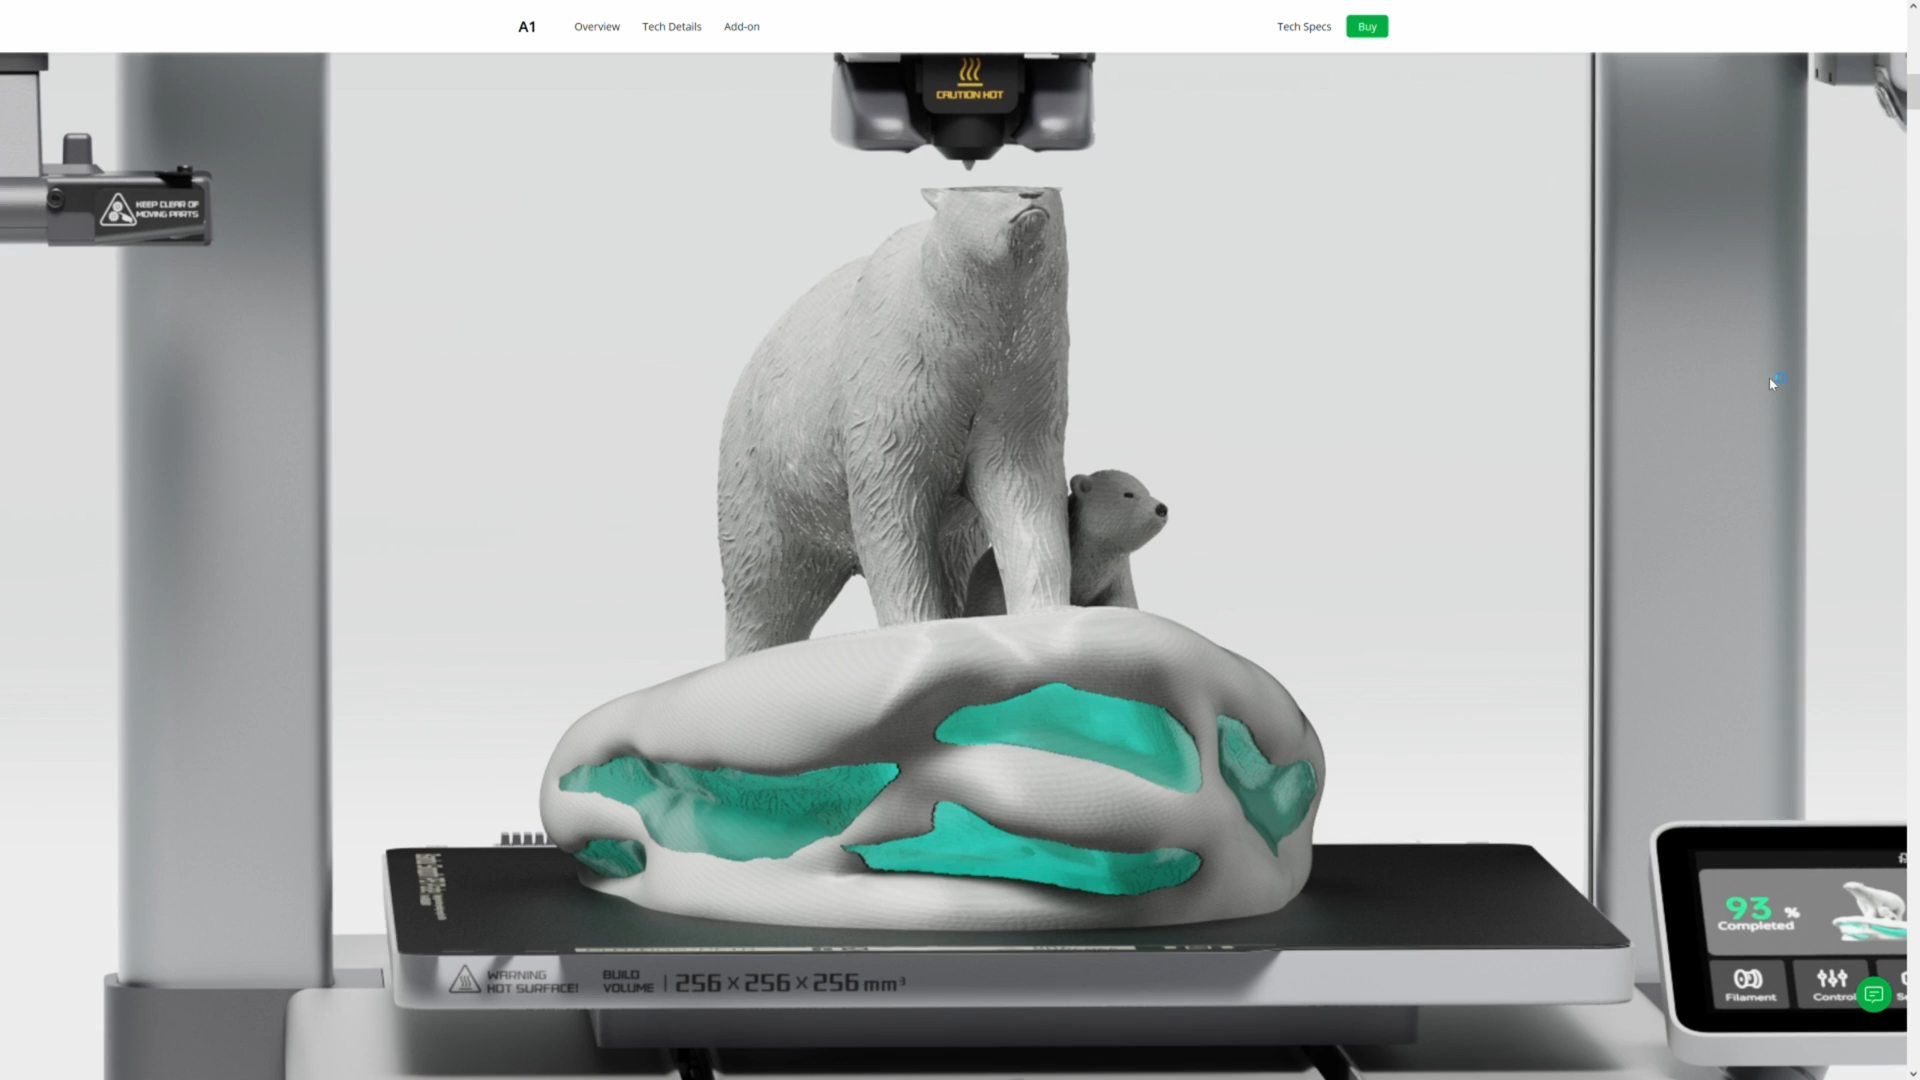 A1
Overview
Tech Details
Add-on
Tech Specs
Buy
CAUTION HOT
KEEP CLEAR OF
MOVING PARTS
93 %
Completed
Filament
Control
WARNING
HOT SURFACE!
BUILD
VOLUME
256×256×256 mm³